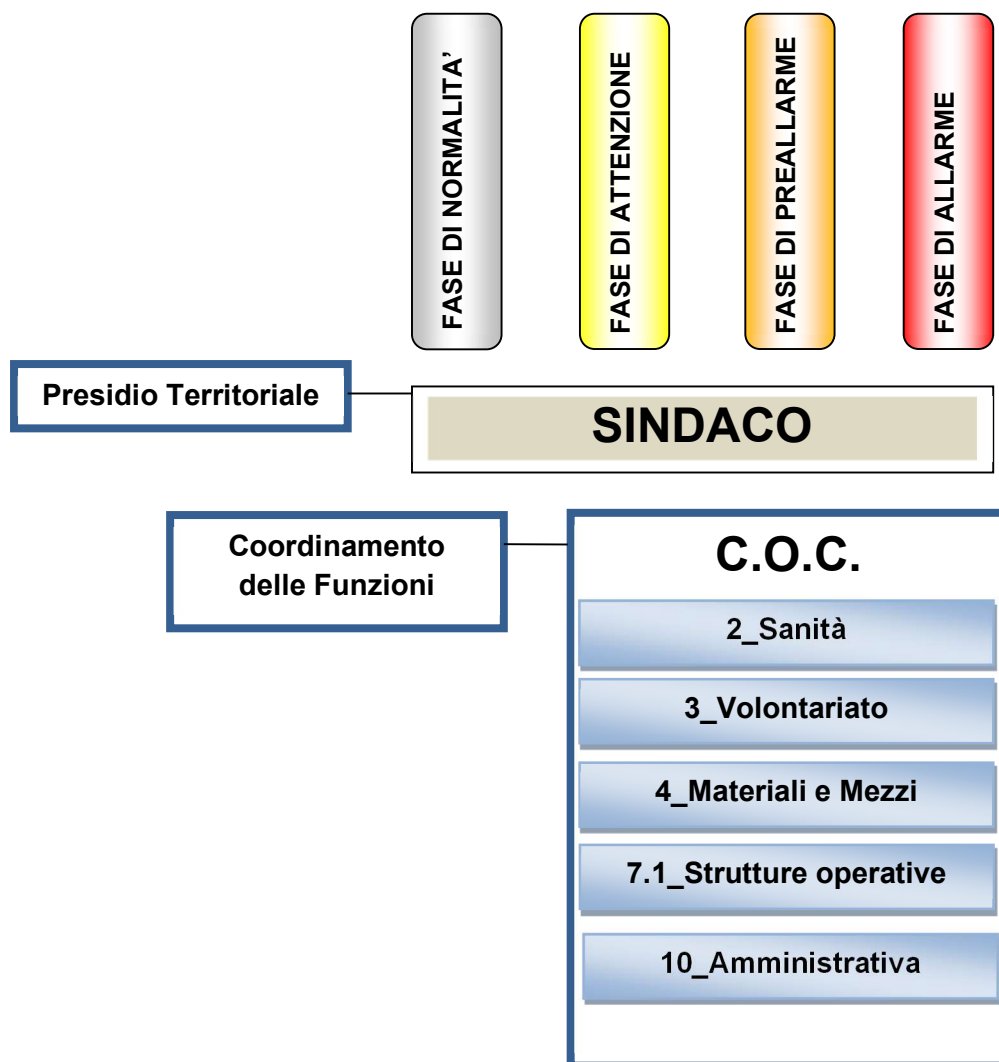 FASE DI NORMALITA’
FASE DI ATTENZIONE
FASE DI PREALLARME
FASE DI ALLARME
Presidio Territoriale
SINDACO
Coordinamento
delle Funzioni
C.O.C.
2_Sanità
3_Volontariato
4_Materiali e Mezzi
7.1_Strutture operative
10_Amministrativa